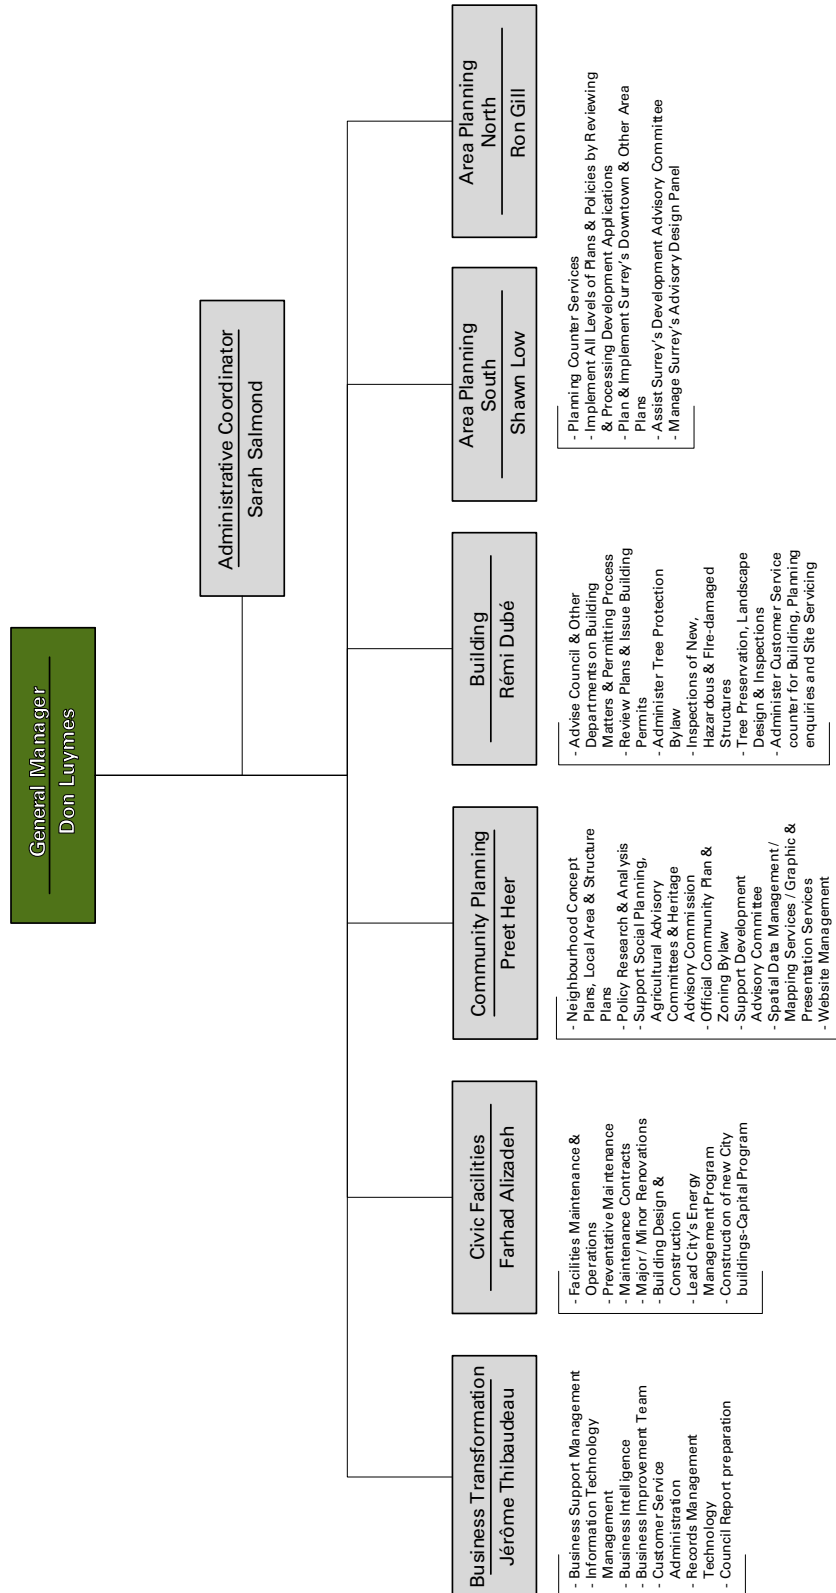 General Manager
Don Luymes
Administrative Coordinator
Sarah Salmond
Business Transformation
Jérôme Thibaudeau
- Business Support Management
- Information Technology
Management
- Business Intelligence
- Business Improvement Team
- Customer Service
Administration
- Records Management
Technology
- Council Report preparation
Civic Facilities
Farhad Alizadeh
- Facilities Maintenance &
Operations
- Preventative Maintenance
- Maintenance Contracts
- Major / Minor Renovations
- Building Design &
Construction
- Lead City's Energy
Management Program
- Construction of new City
buildings-Capital Program
Community Planning
Preet Heer
- Neighbourhood Concept
Plans, Local Area & Structure
Plans
- Policy Research & Analysis
- Support Social Planning,
Agricultural Advisory
Committees & Heritage
Advisory Commission
- Official Community Plan &
Zoning Bylaw
- Support Development
Advisory Committee
- Spatial Data Management /
Mapping Services / Graphic &
Presentation Services
- Website Management
Building
Rémi Dubé
- Advise Council & Other
Departments on Building
Matters & Permitting Process
- Review Plans & Issue Building
Permits
- Administer Tree Protection
Bylaw
- Inspections of New,
Hazardous & FIre-damaged
Structures
- Tree Preservation, Landscape
Design & Inspections
- Administer Customer Service
counter for Building, Planning
enquiries and Site Servicing
Area Planning
South
Shawn Low
Area Planning
North
Ron Gill
- Planning Counter Services
- Implement All Levels of Plans & Policies by Reviewing
& Processing Development Applications
- Plan & Implement Surrey's Downtown & Other Area
Plans
- Assist Surrey's Development Advisory Committee
- Manage Surrey's Advisory Design Panel